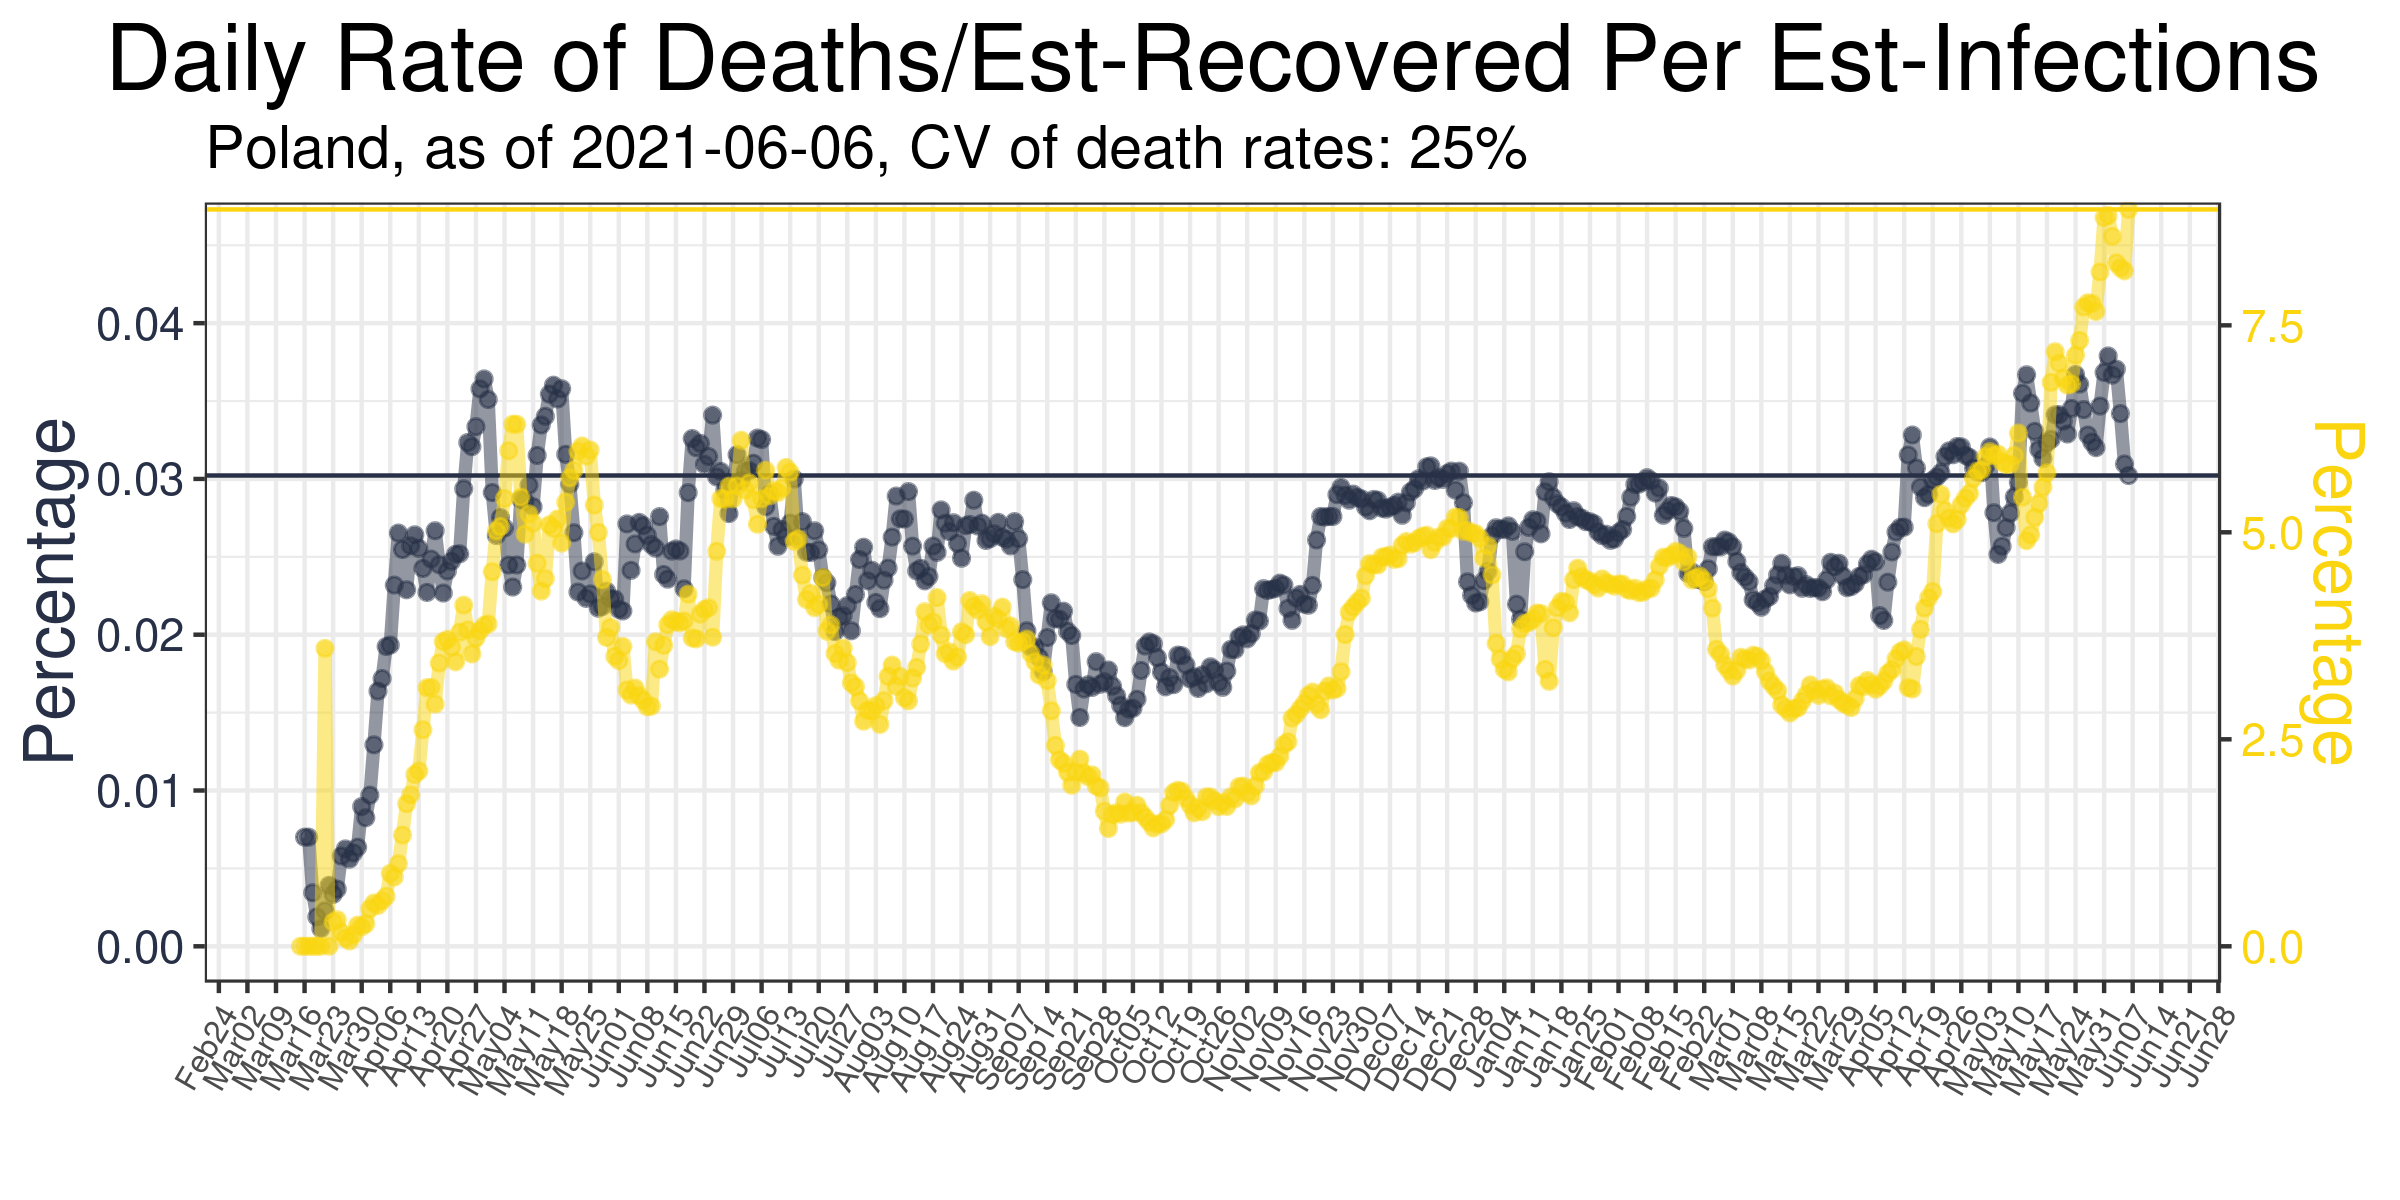 Daily Rate of Deaths/Est-Recovered Per Est-Infections
Poland, as of 2021-06-06, CV of death rates: 25%
Percentage
0.04
0.03
0.02
0.01
0.00
7.5
5.0
2.5
0.0
Percentage
Feb24
Mar02
Mar09
Mar16
Mar23
Mar30
Apr06
Apr13
Apr20
Apr27
May04
May11
May18
May25
Jun01
Jun08
Jun15
Jun22
Jun29
Jul06
Jul13
Jul20
Jul27
Aug03
Aug10
Aug17
Aug24
Aug31
Sep07
Sep14
Sep21
Sep28
Oct05
Oct12
Oct19
Oct26
Nov02
Nov09
Nov16
Nov23
Nov30
Dec07
Dec14
Dec21
Dec28
Jan04
Jan11
Jan18
Jan25
Feb01
Feb08
Feb15
Feb22
Mar01
Mar08
Mar15
Mar22
Mar29
Apr05
Apr12
Apr19
Apr26
May03
May10
May17
May24
May31
Jun07
Jun14
Jun21
Jun28